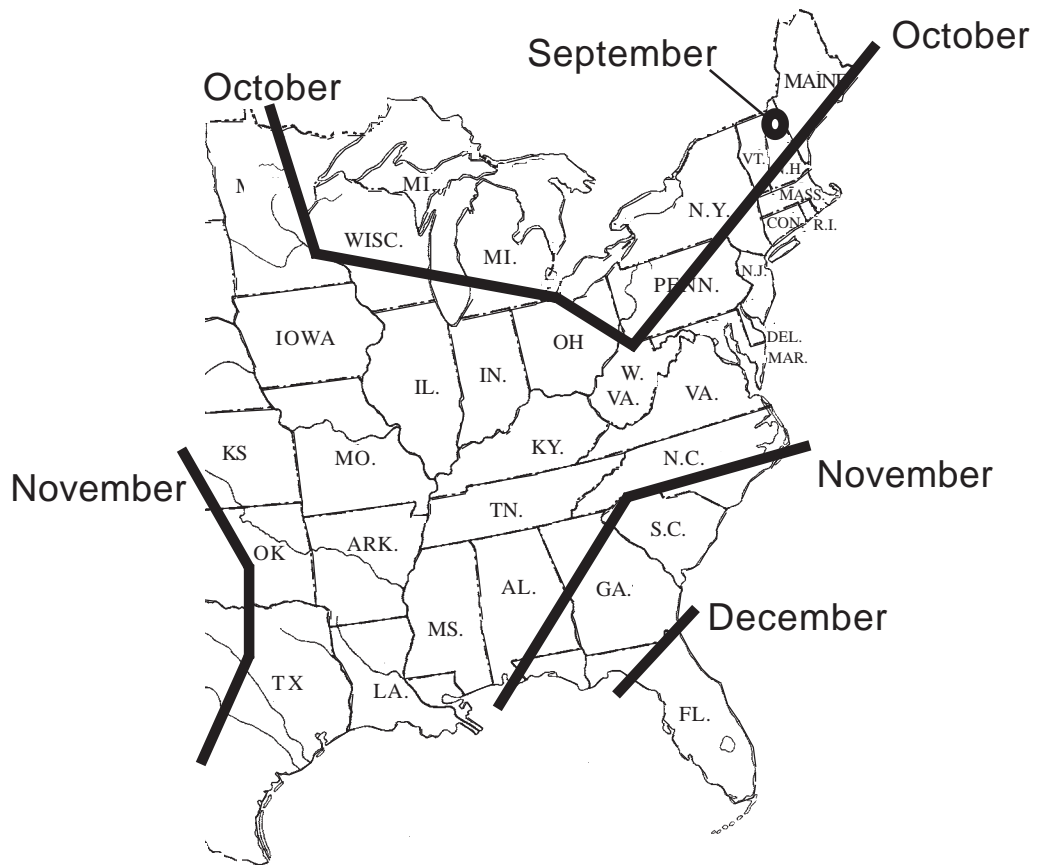 October
September
October
MAINE
VT.
N.H.
M
MI.
N.Y.
MASS.
CON.
R.I.
WISC.
MI.
PENN.
N.J.
IOWA
OH
DEL.
MAR.
IL.
IN.
W.
VA.
VA.
KS
MO.
KY.
N.C.
November
November
TN.
S.C.
OK
ARK.
AL.
GA.
MS.
December
TX
LA.
FL.